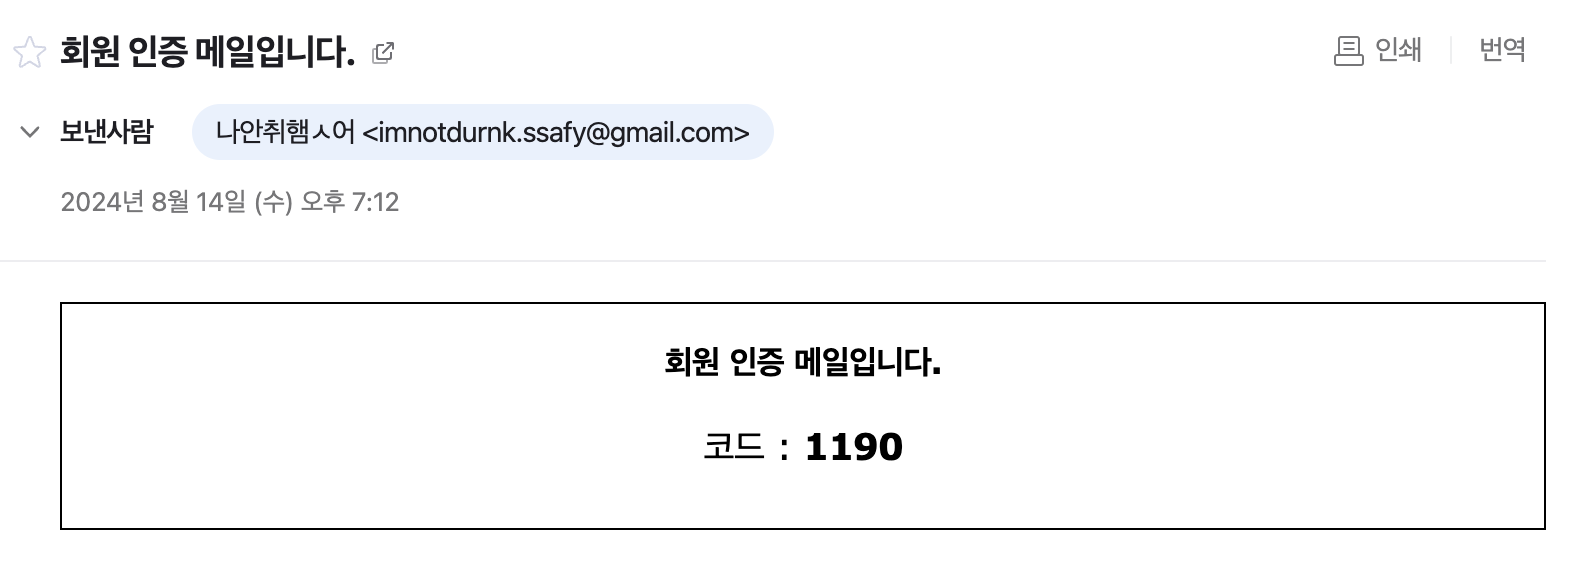 회원 인증 메일입니다.
인쇄
번역
보낸사람 나안취햄ㅅ어 <imnotdurnk.ssafy@gmail.com>
2024년 8월 14일 (수) 오후 7:12
회원 인증 메일입니다.
코드 : 1190